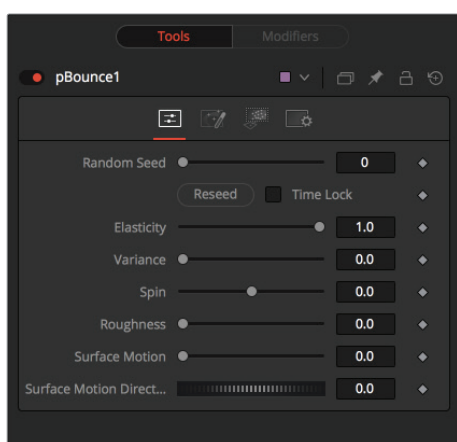 Tools Modifiers
pBounce1
Random Seed 0
Reseed Time Lock
Elasticity 1.0
Variance 0.0
Spin 0.0
Roughness 0.0
Surface Motion 0.0
Surface Motion Direct... 0.0